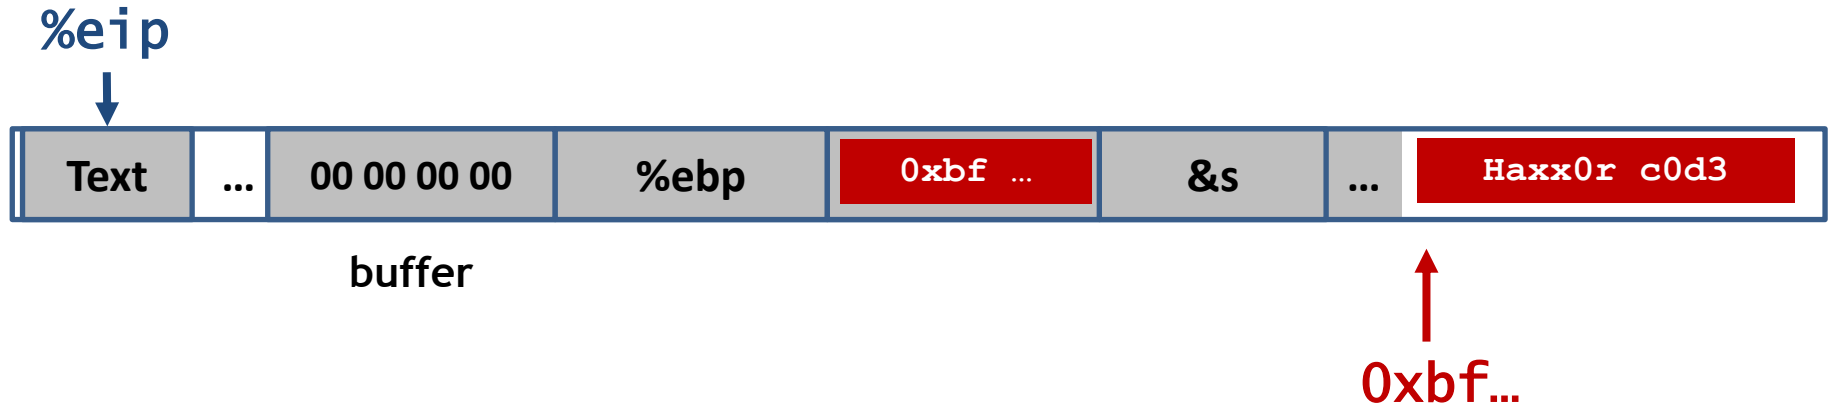 %eip
Text … 00 00 00 00 %ebp 0xbf … &s … Haxx0r c0d3
buffer
0xbf…